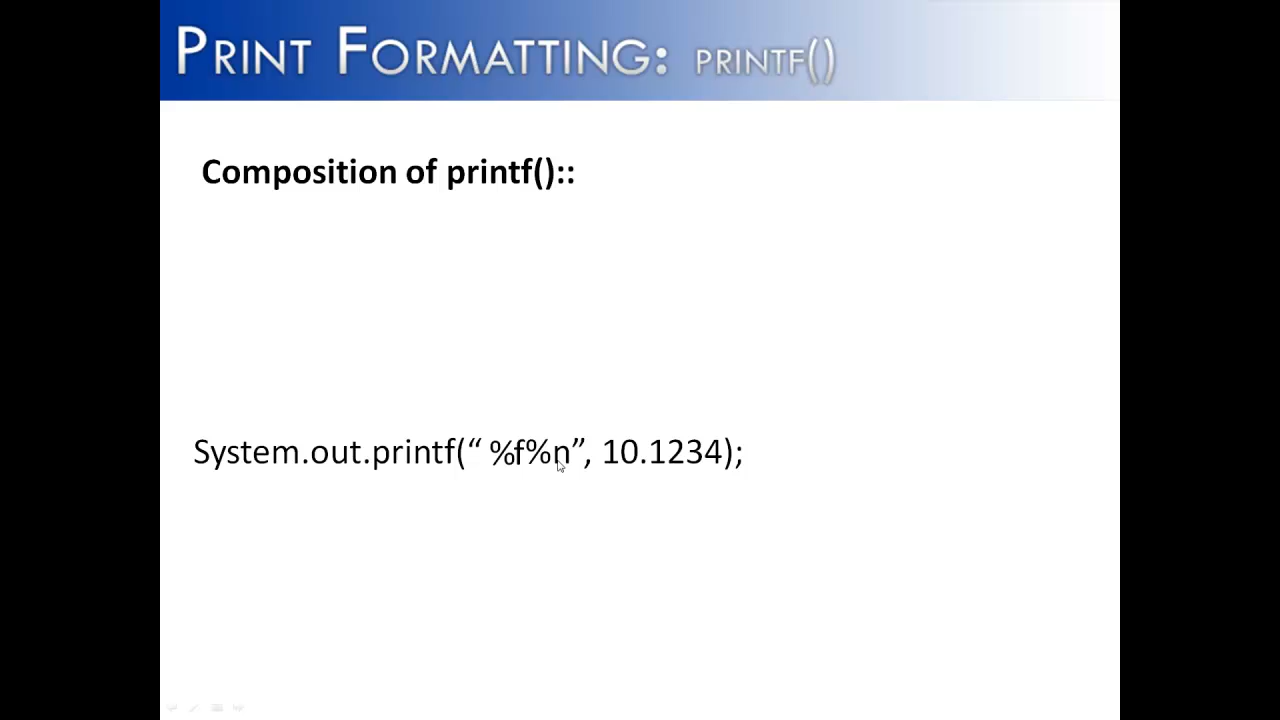 PRINT FORMATTING: PRINTF()
Composition of printf()::
System.out.printf(“ %f%n”, 10.1234);